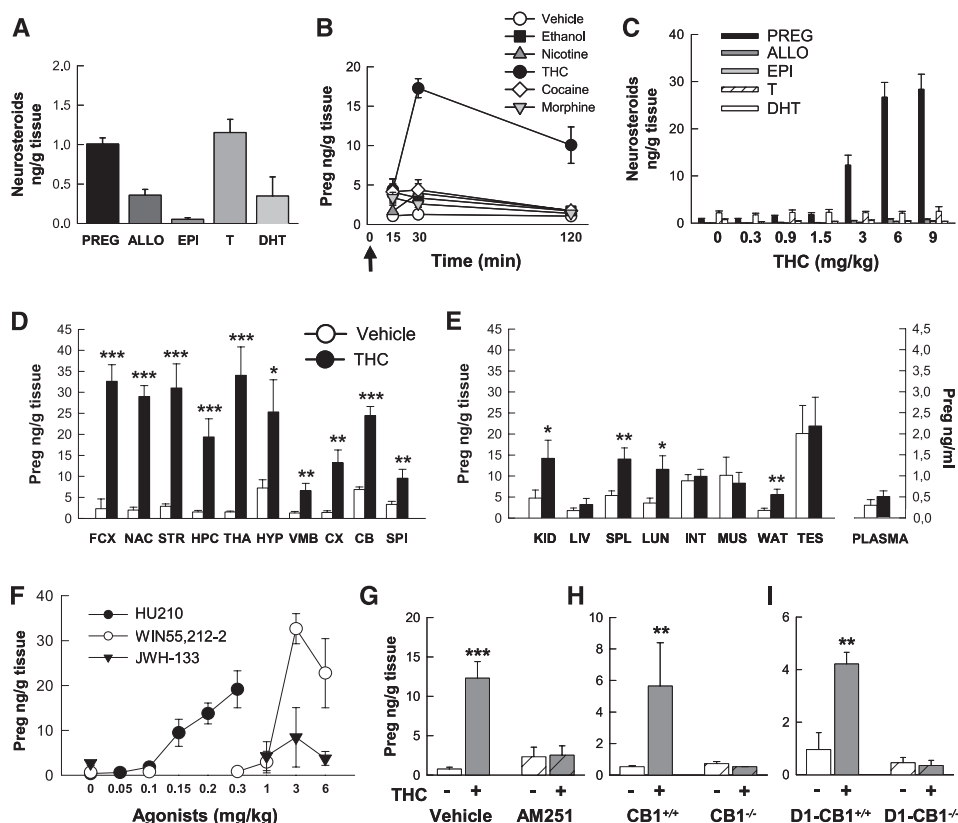 A
Neurosteroids
ng/g tissue
2.0
1.5
1.0
0.5
0.0
PREG ALLO EPI T DHT
B
Preg ng/g tissue
20
15
10
5
0
Vehicle
Ethanol
Nicotine
THC
Cocaine
Morphine
0 15 30 120
Time (min)
C
Neurosteroids
ng/g tissue
40
30
20
10
0
PREG
ALLO
EPI
T
DHT
0 0.3 0.9 1.5 3 6 9
THC (mg/kg)
D
Preg ng/g tissue
45
40
35
30
25
20
15
10
5
0
Vehicle
THC
*** *** *** *** *** * ** ** *** **
FCX NAC STR HPC THA HYP VMB CX CB SPI
E
Preg ng/g tissue
45
40
35
30
25
20
15
10
5
0
* ** * **
KID LIV SPL LUN INT MUS WAT TES PLASMA
4,5
4,0
3,5
3,0
2,5
2,0
1,5
1,0
0,5
0,0
Preg ng/ml
F
Preg ng/g tissue
40
30
20
10
0
HU210
WIN55,212-2
JWH-133
0 0.05 0.1 0.15 0.2 0.3 1 3 6
Agonists (mg/kg)
G
Preg ng/g tissue
20
15
10
5
0
***
THC - + - +
Vehicle AM251
H
10
8
6
4
2
0
**
- + - +
CB1+/+ CB1-/-
I
6
4
2
0
**
- + - +
D1-CB1+/+ D1-CB1-/-